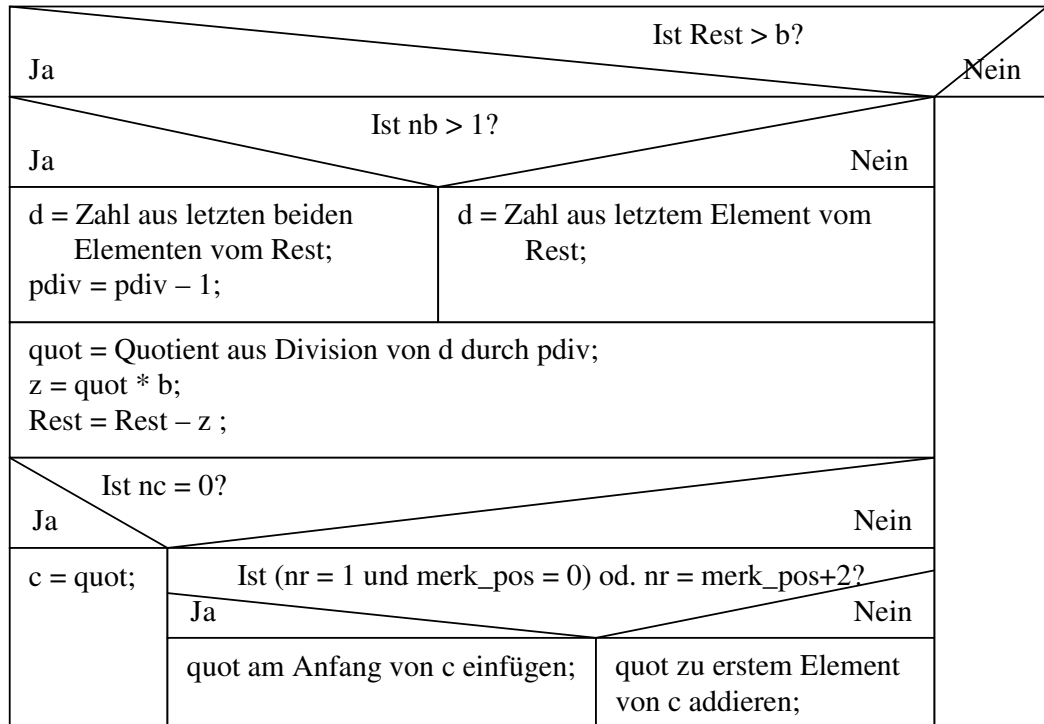 Ist Rest > b?
Ja
Nein
Ist nb > 1?
Ja
Nein
d = Zahl aus letzten beiden
Elementen vom Rest;
pdiv = pdiv – 1;
d = Zahl aus letztem Element vom
Rest;
quot = Quotient aus Division von d durch pdiv;
z = quot * b;
Rest = Rest – z ;
Ist nc = 0?
Ja
Nein
c = quot;
Ist (nr = 1 und merk_pos = 0) od. nr = merk_pos+2?
Ja
Nein
quot am Anfang von c einfügen;
quot zu erstem Element
von c addieren;